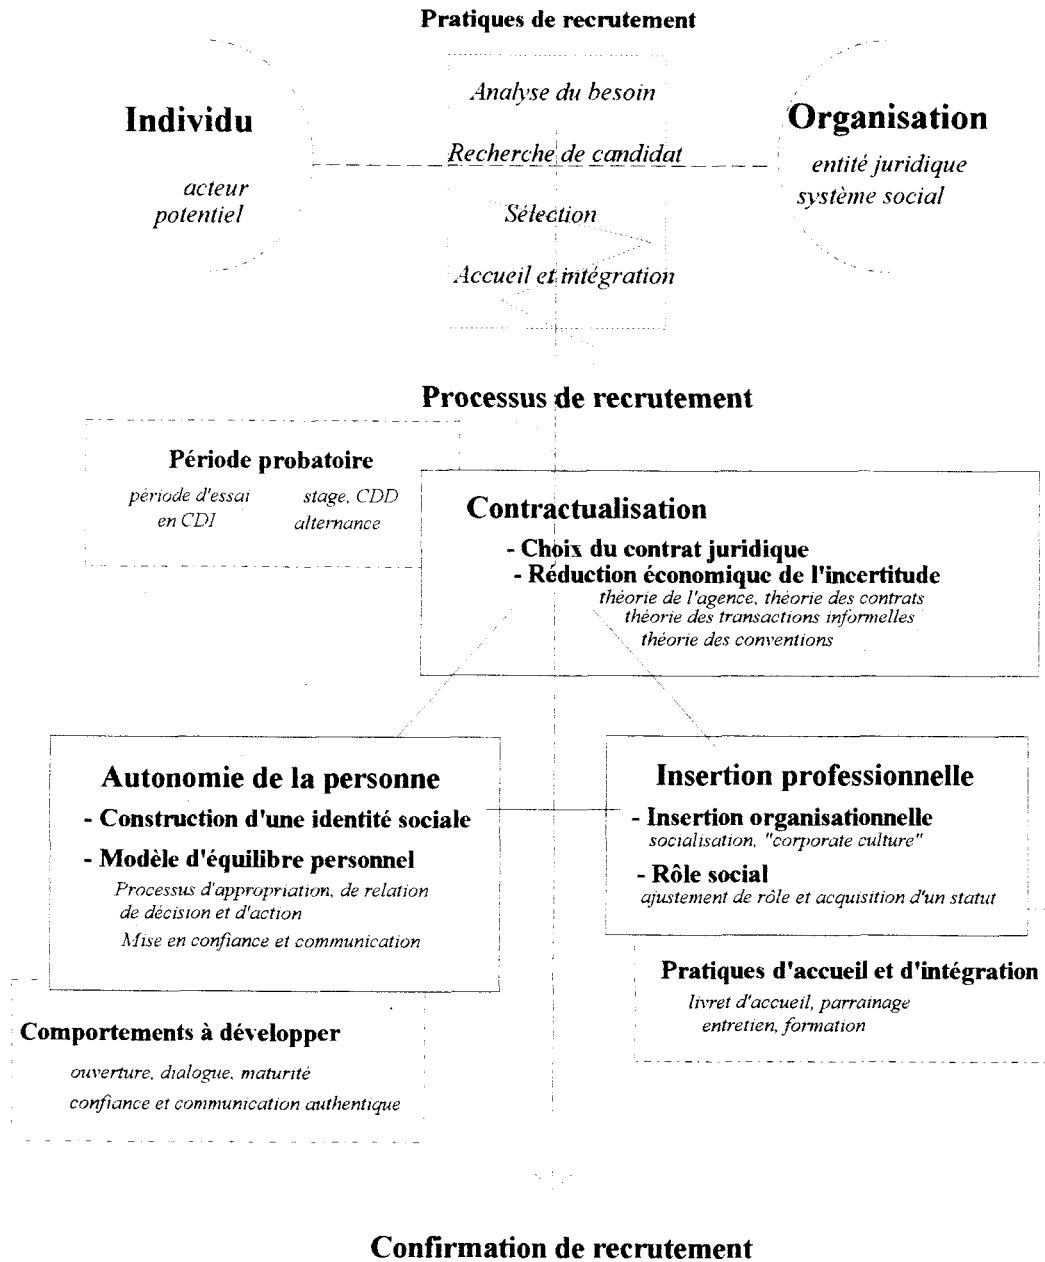 Pratiques de recrutement
Individu
acteur
potentiel
Analyse du besoin
Recherche de candidat
Sélection
Accueil et intégration
Organisation
entité juridique
système social
Processus de recrutement
Période probatoire
période d'essai
en CDI
stage, CDD
alternance
Contractualisation
- Choix du contrat juridique
- Réduction économique de l'incertitude
théorie de l'agence, théorie des contrats
théorie des transactions informelles
théorie des conventions
Autonomie de la personne
- Construction d'une identité sociale
- Modèle d'équilibre personnel
Processus d'appropriation, de relation
de décision et d'action
Mise en confiance et communication
Insertion professionnelle
- Insertion organisationnelle
socialisation, "corporate culture"
- Rôle social
ajustement de rôle et acquisition d'un statut
Pratiques d'accueil et d'intégration
livret d'accueil, parrainage
entretien, formation
Comportements à développer
ouverture, dialogue, maturité
confiance et communication authentique
Confirmation de recrutement